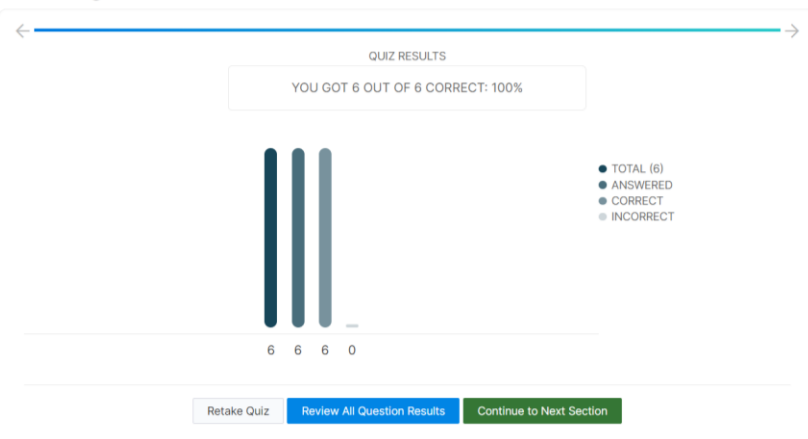 QUIZ RESULTS
YOU GOT 6 OUT OF 6 CORRECT: 100%
TOTAL (6)
ANSWERED
CORRECT
INCORRECT
6 6 6 0
Retake Quiz Review All Question Results Continue to Next Section